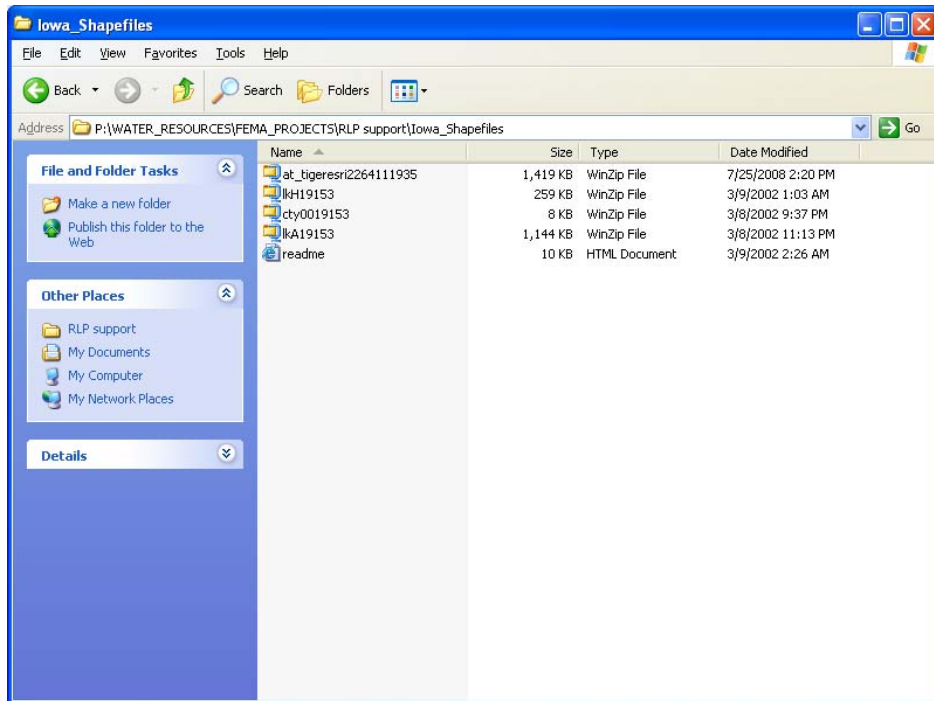 Iowa_Shapefiles
File Edit View Favorites Tools Help
Back Search Folders
Address P:\WATER_RESOURCES\FEMA_PROJECTS\RLP support\Iowa_Shapefiles Go
File and Folder Tasks
Make a new folder
Publish this folder to the
Web
Other Places
RLP support
My Documents
My Computer
My Network Places
Details
Name Size Type Date Modified
at_tigeresri2264111935 1,419 KB WinZip File 7/25/2008 2:20 PM
lkH19153 259 KB WinZip File 3/9/2002 1:03 AM
cty0019153 8 KB WinZip File 3/8/2002 9:37 PM
lkA19153 1,144 KB WinZip File 3/8/2002 11:13 PM
readme 10 KB HTML Document 3/9/2002 2:26 AM